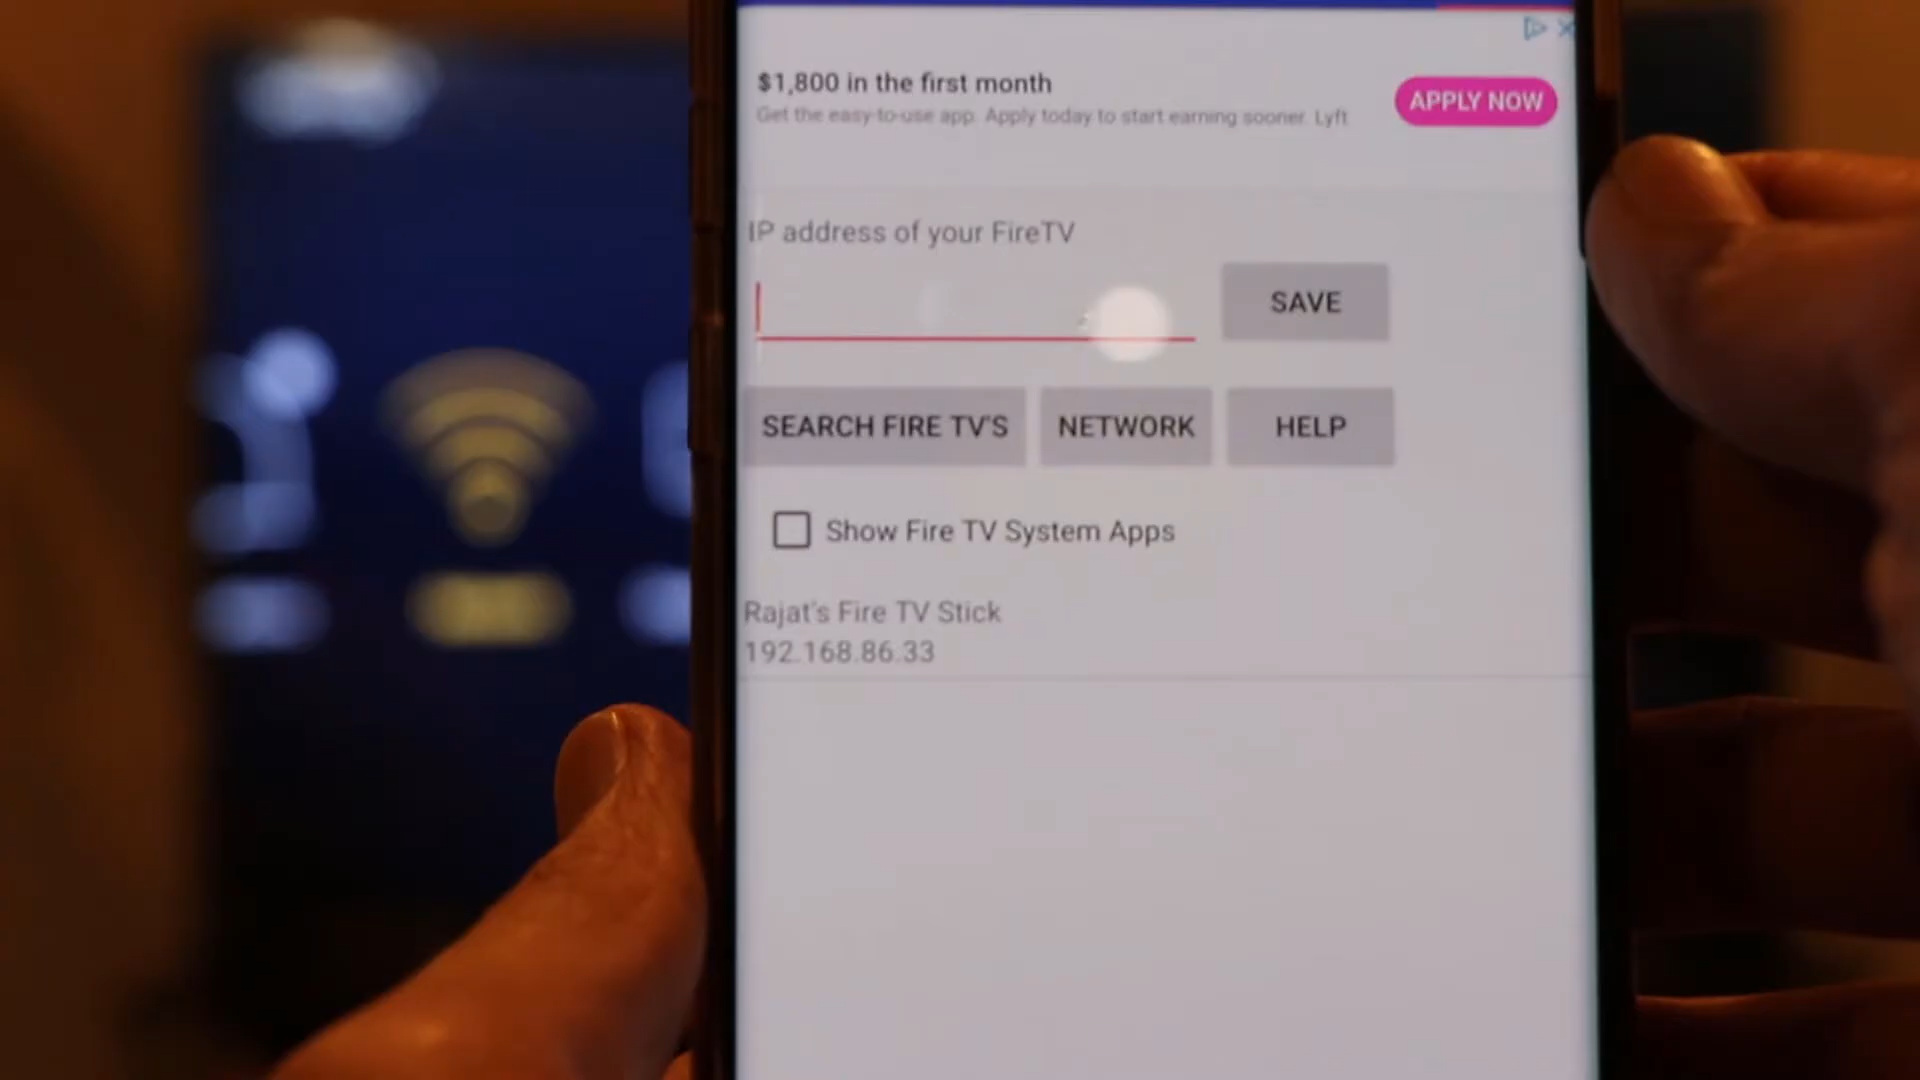 $1,800 in the first month
Get the easy-to-use app. Apply today to start earning sooner. Lyft
APPLY NOW
IP address of your FireTV
SAVE
SEARCH FIRE TV'S
NETWORK
HELP
Show Fire TV System Apps
Rajat's Fire TV Stick
192.168.86.33